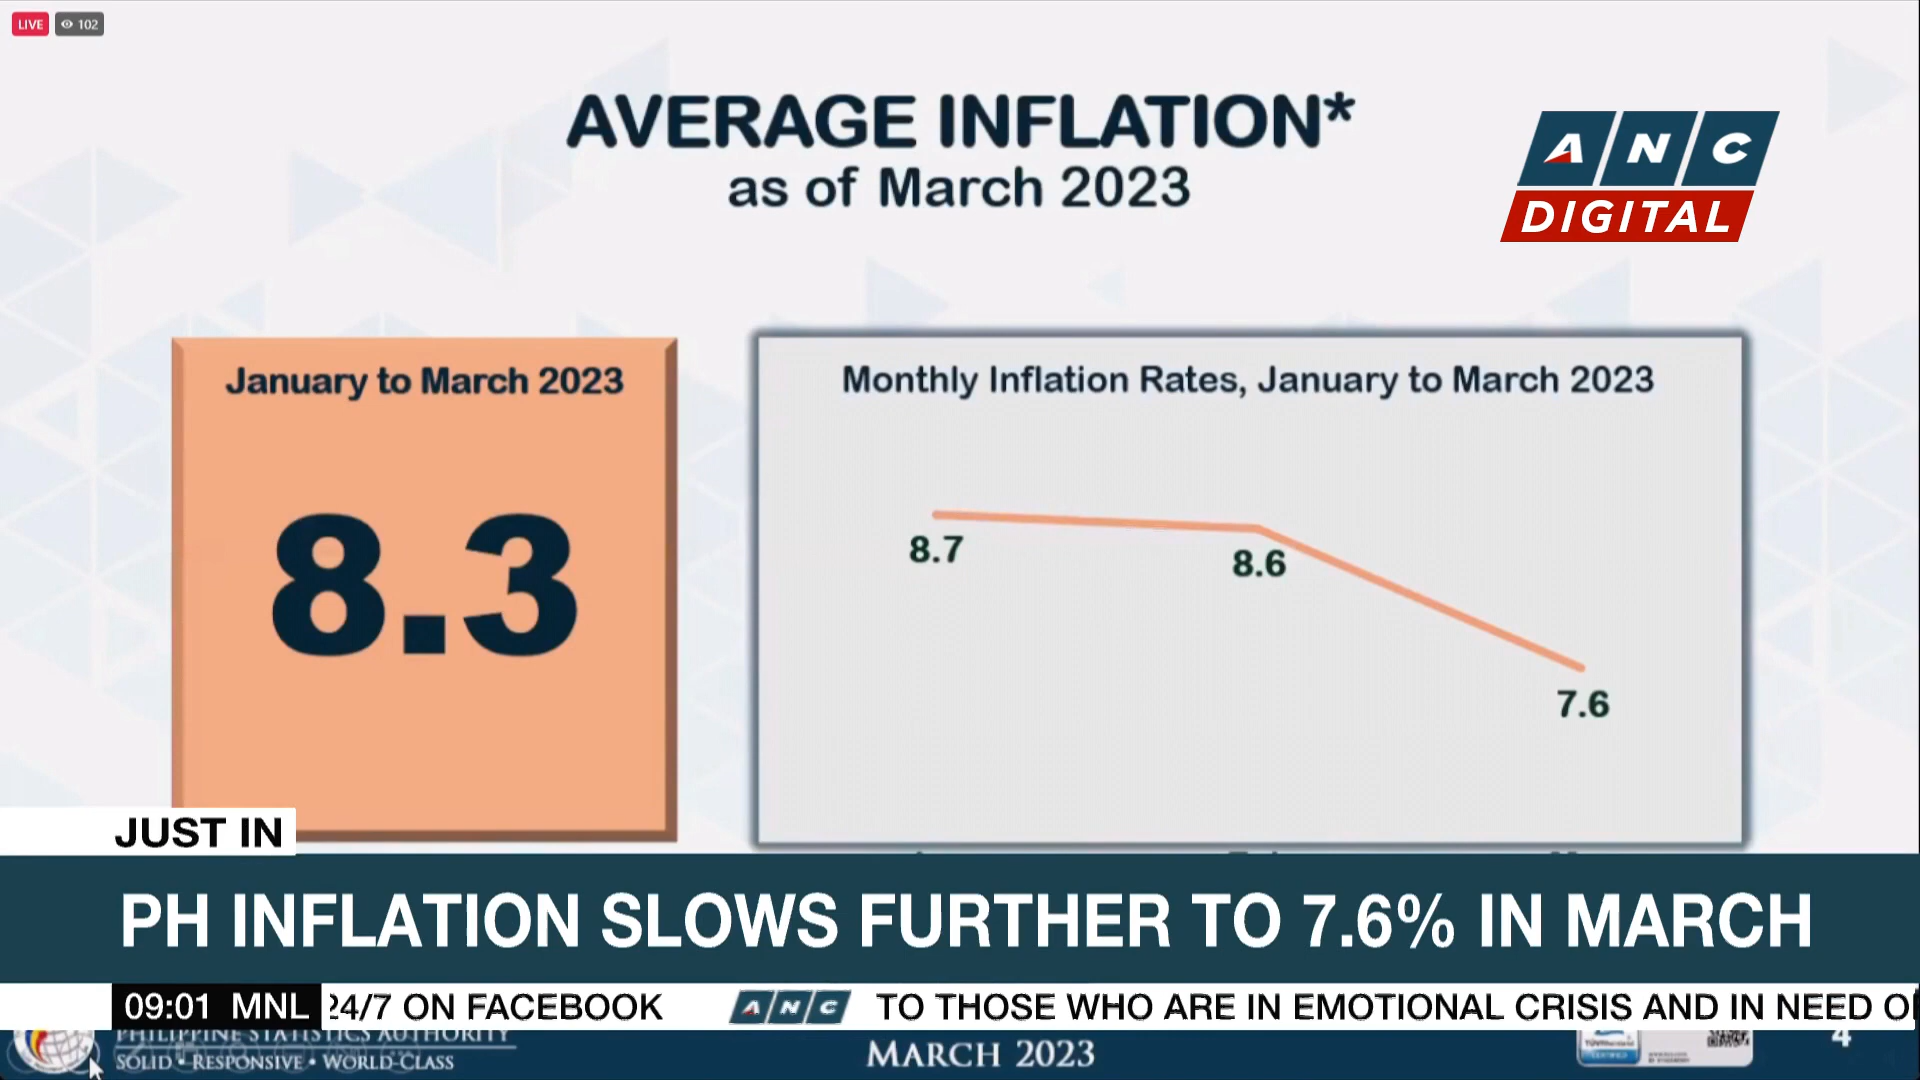 LIVE 102
AVERAGE INFLATION*
as of March 2023
ANC
DIGITAL
January to March 2023
8.3
Monthly Inflation Rates, January to March 2023
8.7
8.6
7.6
JUST IN
PH INFLATION SLOWS FURTHER TO 7.6% IN MARCH
09:01 MNL 24/7 ON FACEBOOK ANC TO THOSE WHO ARE IN EMOTIONAL CRISIS AND IN NEED O
PHILIPPINE STATISTICS AUTHORITY
SOLID • RESPONSIVE • WORLD-CLASS
MARCH 2023
4